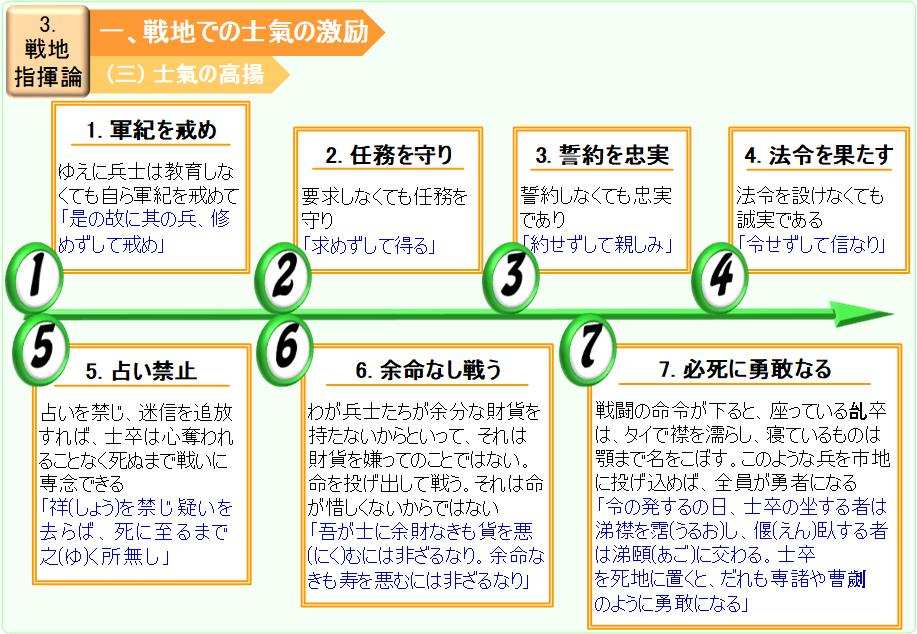 3.
戦地
指揮論
一、戦地での士氣の激励
(三) 士氣の高揚
1. 軍紀を戒め
ゆえに兵士は教育しな
くても自ら軍紀を戒めて
「是の故に其の兵、修
めずして戒め」
2. 任務を守り
要求しなくても任務を
守り
「求めずして得る」
3. 誓約を忠実
誓約しなくても忠実
であり
「約せずして親しみ」
4. 法令を果たす
法令を設けなくても
誠実である
「令せずして信なり」
1
2
3
4
5
6
7
5. 占い禁止
占いを禁じ、迷信を追放
すれば、士卒は心奪われ
ることなく死ぬまで戦いに
専念できる
「祥(しょう)を禁じ疑いを
去らば、死に至るまで
之(ゆ)く所無し」
6. 余命なし戦う
わが兵士たちが余分な財貨を
持たないからといって、それは
財貨を嫌ってのことではない。
命を投げ出して戦う。それは命
が惜しくないからではない
「吾が士に余財なきも貨を悪
(にく)むには非ざるなり。余命な
きも寿を悪むには非ざるなり」
7. 必死に勇敢なる
戦闘の命令が下ると、座っている乱卒
は、タイで襟を濡らし、寝ているものは
顎まで名をこぼす。このような兵を市地
に投げ込めば、全員が勇者になる
「令の発するの日、士卒の坐する者は
涕襟を霑(うるお)し、偃(えん)臥する者
は涕頤(あご)に交わる。士卒
を死地に置くと、だれも専諸や曹劌
のように勇敢になる」